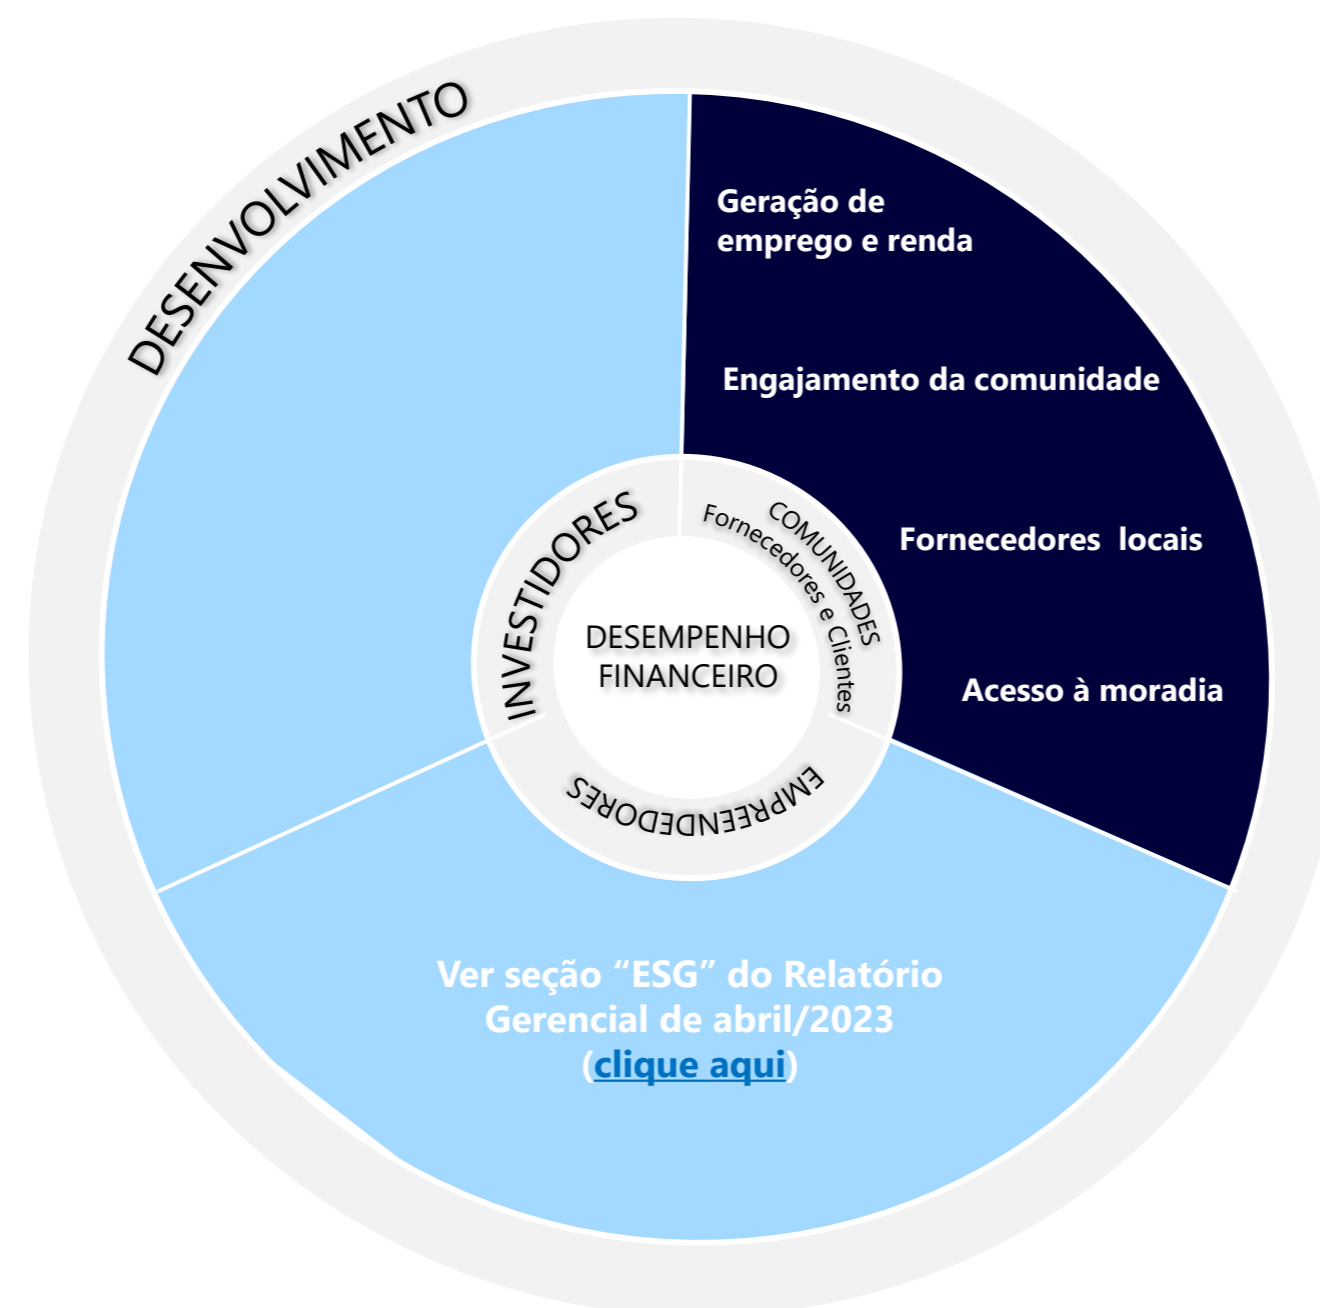 DESENVOLVIMENTO
Geração de
emprego e renda
Engajamento da comunidade
Fornecedores locais
Acesso à moradia
INVESTIDORES
COMUNIDADES
Fornecedores e Clientes
DESEMPENHO
FINANCEIRO
EMPREENDEDORES
Ver seção “ESG” do Relatório
Gerencial de abril/2023
(clique aqui)